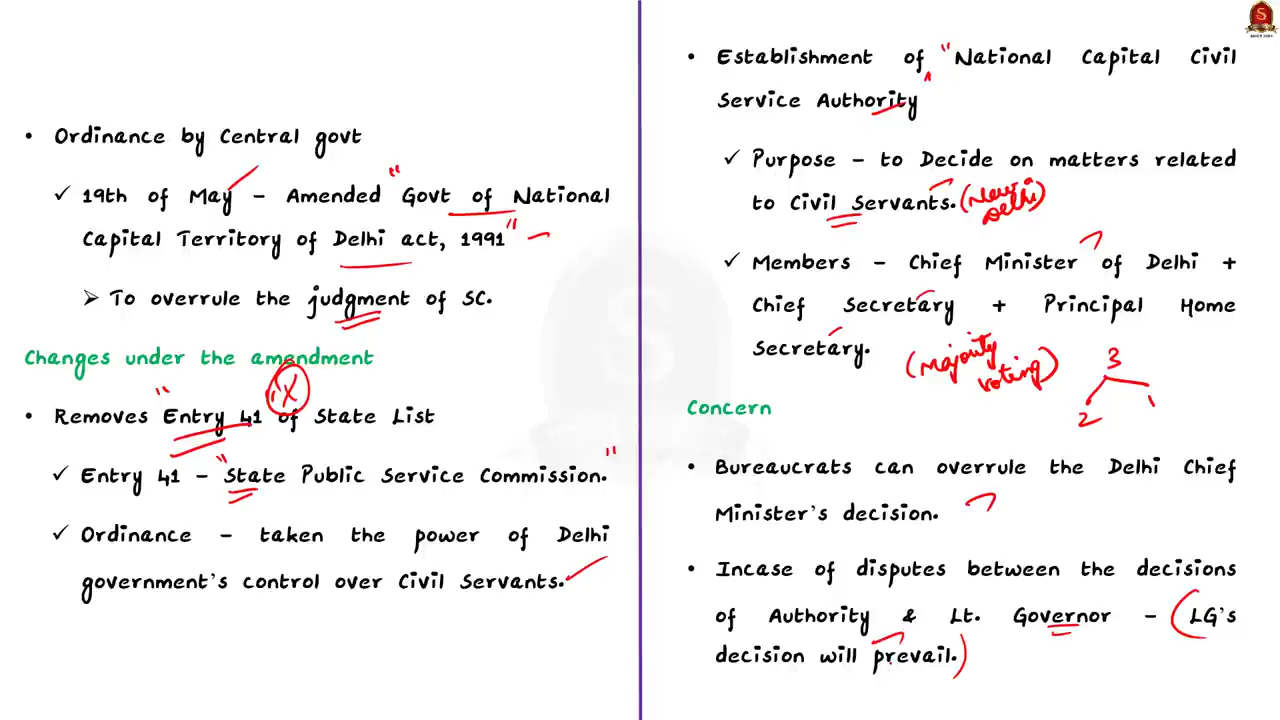 • Ordinance by Central govt
✓ 19th of May – Amended "Govt of National
Capital Territory of Delhi act, 1991"
➤ To overrule the judgment of SC.
Changes under the amendment
• Removes "Entry 41 of State List
"X
✓ Entry 41 – "State Public Service Commission."
✓ Ordinance – taken the power of Delhi
government's control over Civil Servants.
• Establishment of "National Capital Civil
Service Authority
✓ Purpose – to Decide on matters related
to Civil Servants. (New
Delhi)
✓ Members – Chief Minister of Delhi +
Chief Secretary + Principal Home
Secretary.
(majority
voting)
3
2 1
Concern
• Bureaucrats can overrule the Delhi Chief
Minister's decision.
• Incase of disputes between the decisions
of Authority & Lt. Governor – (LG's
decision will prevail.)
S